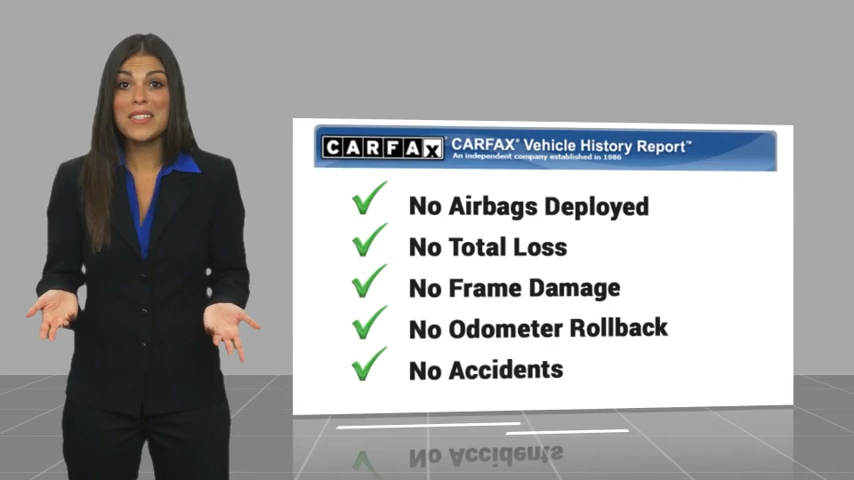 CARFAX® CARFAX® Vehicle History Report™
An independent company established in 1986
No Airbags Deployed
No Total Loss
No Frame Damage
No Odometer Rollback
No Accidents
No Accidents